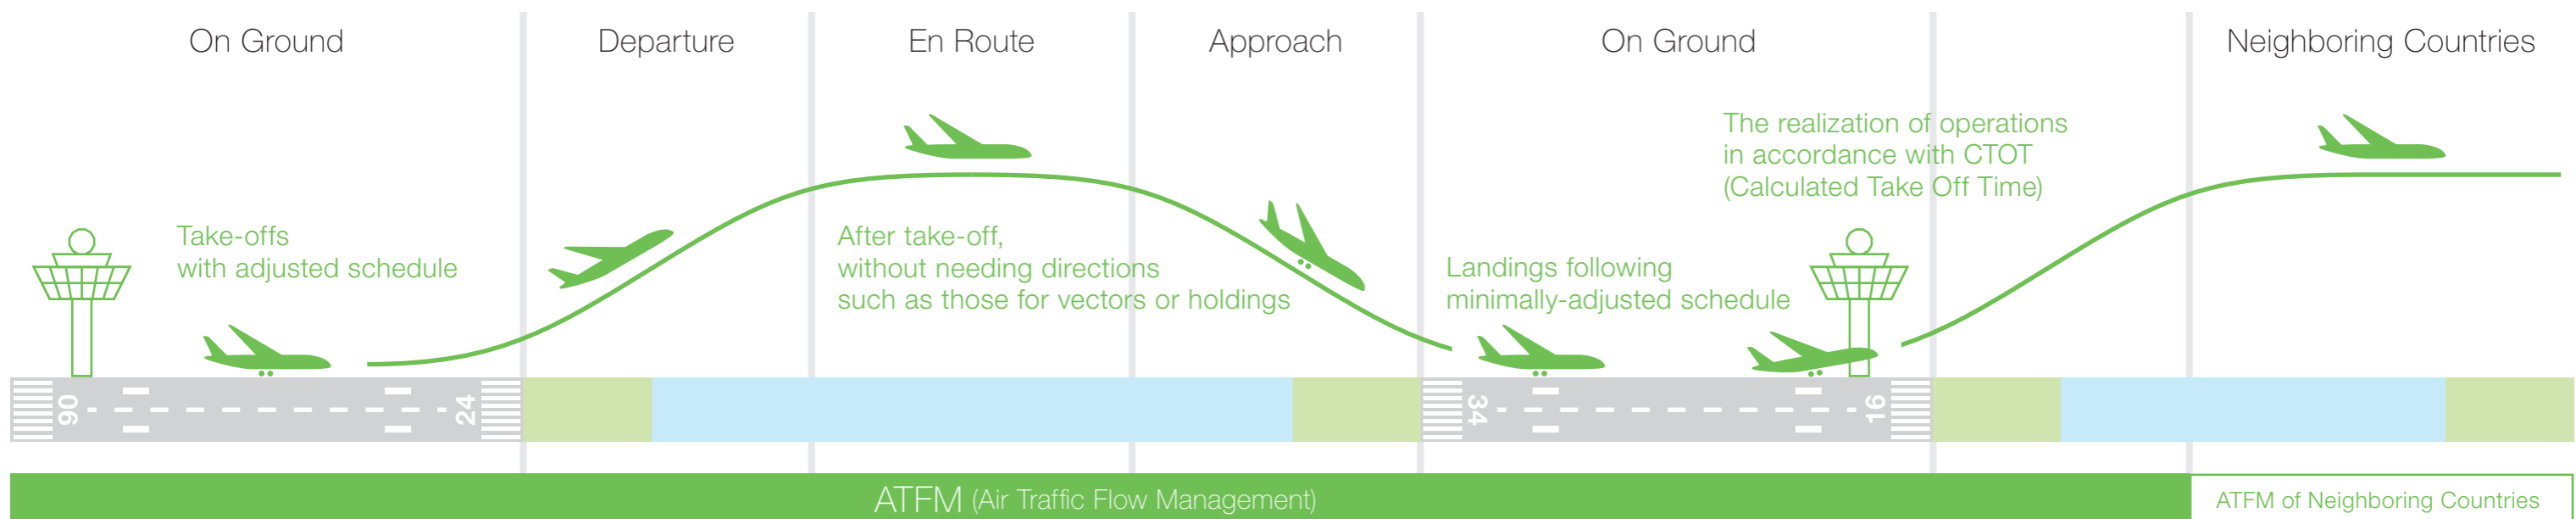 On Ground
Departure
En Route
Approach
On Ground
Neighboring Countries
Take-offs
with adjusted schedule
After take-off,
without needing directions
such as those for vectors or holdings
Landings following
minimally-adjusted schedule
The realization of operations
in accordance with CTOT
(Calculated Take Off Time)
06
24
34
16
ATFM (Air Traffic Flow Management)
ATFM of Neighboring Countries